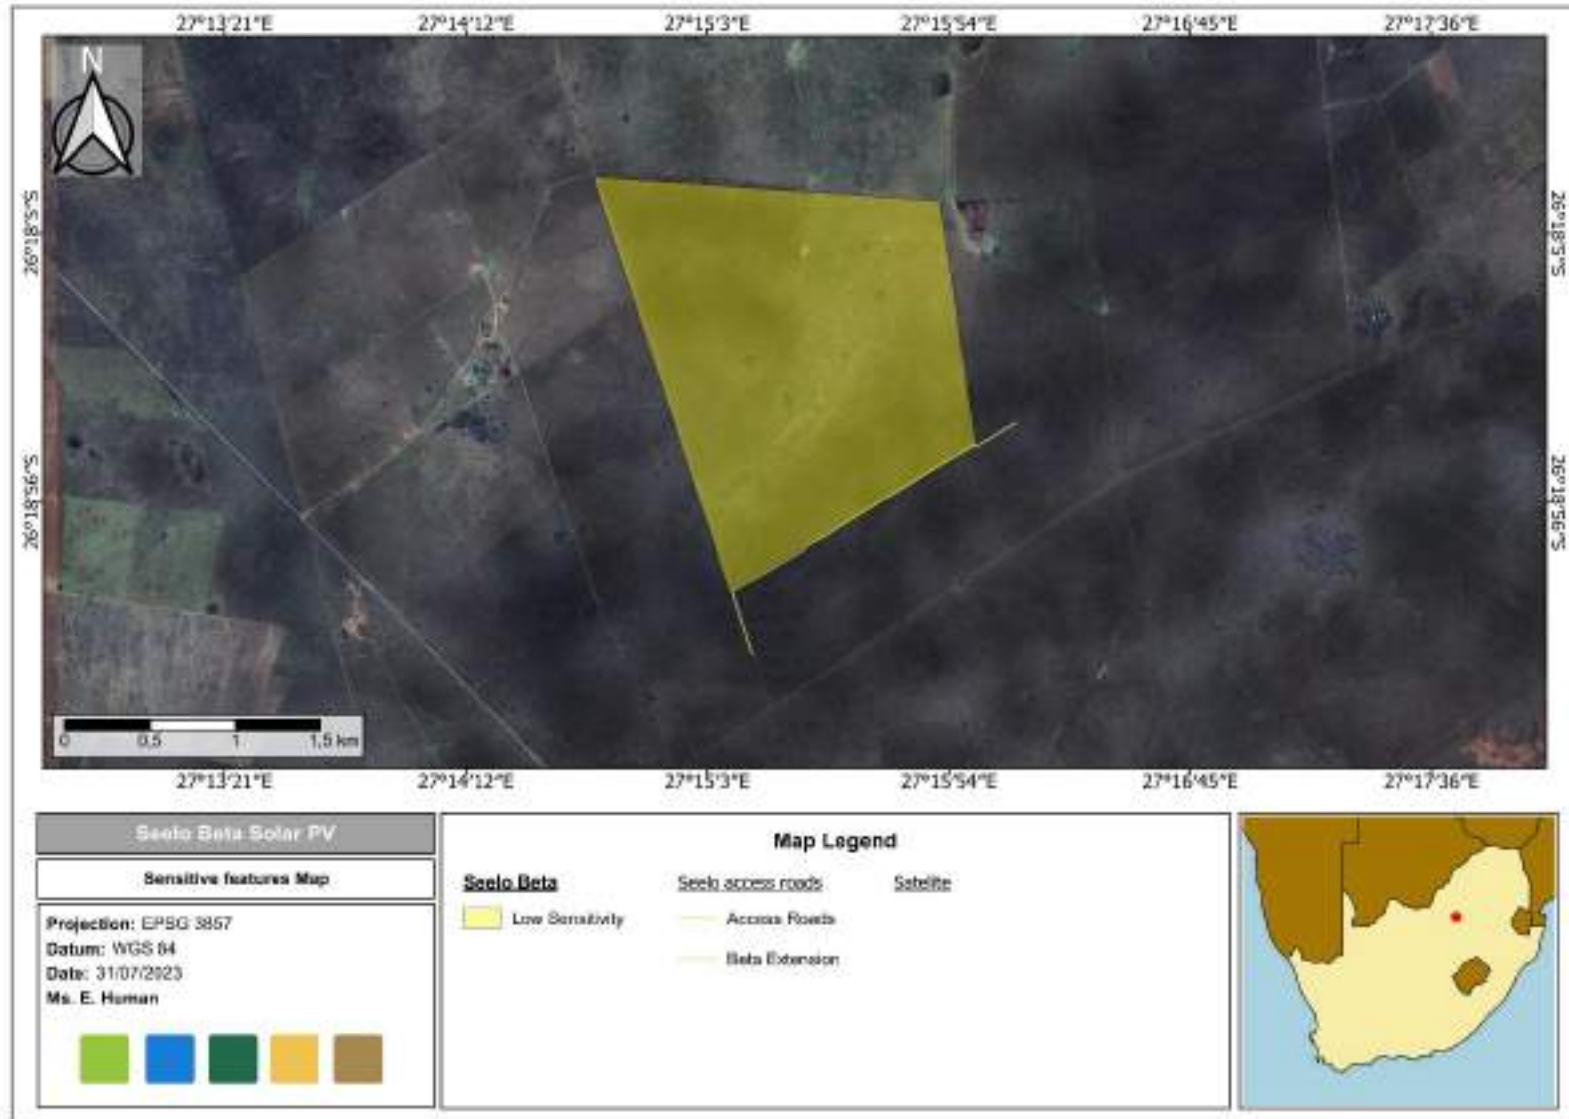 27°13'21"E 27°14'12"E 27°15'3"E 27°15'54"E 27°16'45"E 27°17'36"E
N
26°18'5"S 26°18'5"S
26°18'56"S 26°18'56"S
0 0,5 1 1,5 km
27°13'21"E 27°14'12"E 27°15'3"E 27°15'54"E 27°16'45"E 27°17'36"E
Seelo Beta Solar PV
Sensitive features Map
Projection: EPSG 3857
Datum: WGS 84
Date: 31/07/2023
Ms. E. Human
Map Legend
Seelo Beta Seelo access roads Satelite
Low Sensitivity Access Roads
Beta Extension